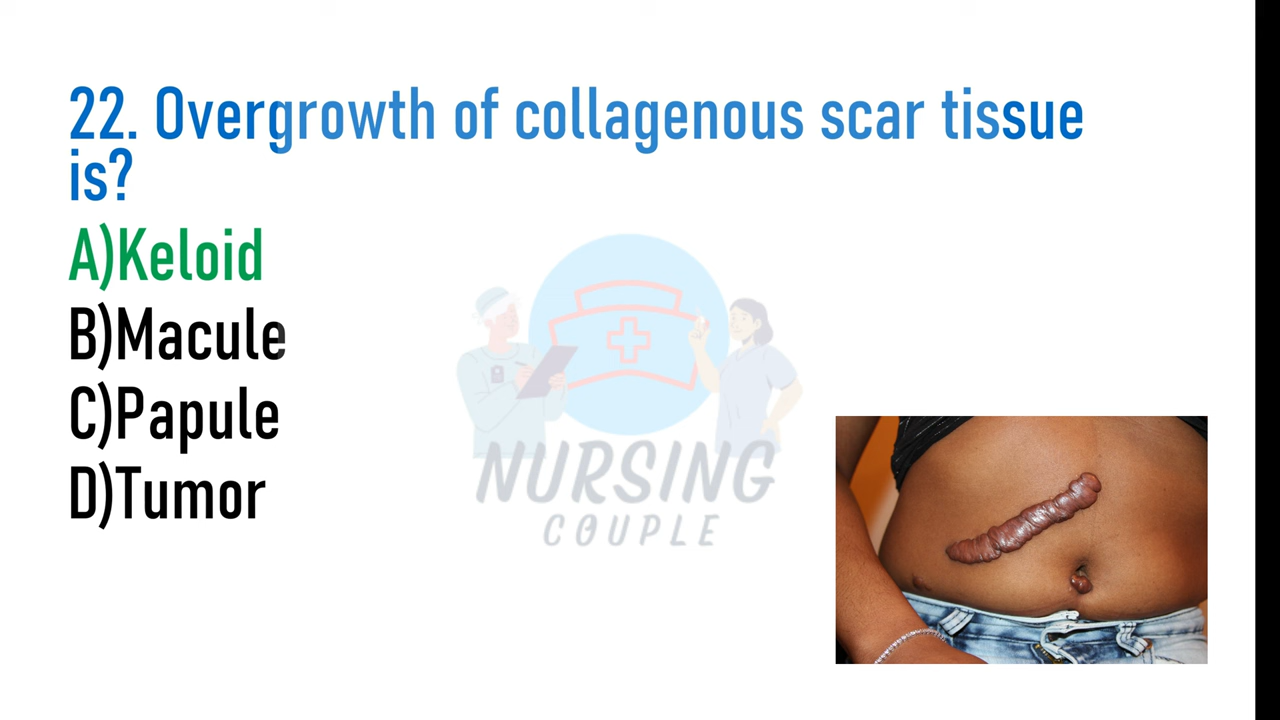 22. Overgrowth of collagenous scar tissue
is?
A)Keloid
B)Macule
C)Papule
D)Tumor
NURSING
COUPLE